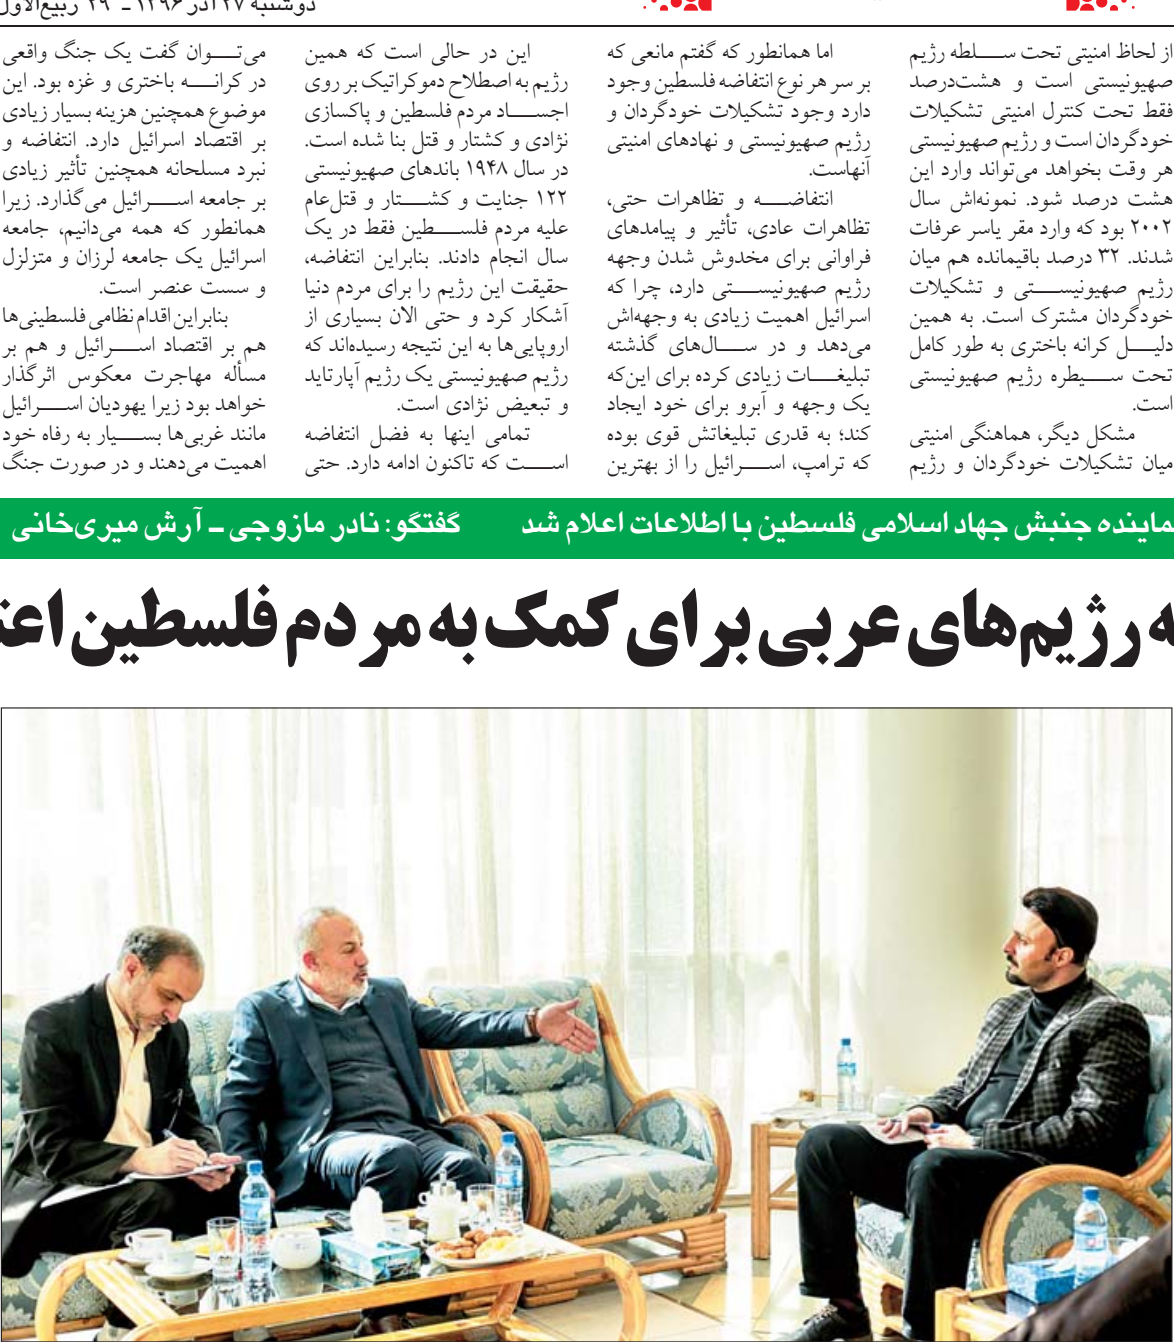 دوشنبه ۲۷ آذر ۱۳۹۶ ـ ۲۹ ربیع‌الاول
از لحاظ امنیتی تحت سلطه رژیم
صهیونیستی است و هشت‌درصد
فقط تحت کنترل امنیتی تشکیلات
خودگردان است و رژیم صهیونیستی
هر وقت بخواهد می‌تواند وارد این
هشت درصد شود. نمونه‌اش سال
۲۰۰۲ بود که وارد مقر یاسر عرفات
شدند. ۳۲ درصد باقیمانده هم میان
رژیم صهیونیستی و تشکیلات
خودگردان مشترک است. به همین
دلیل کرانه باختری به طور کامل
تحت سیطره رژیم صهیونیستی
است.
مشکل دیگر، هماهنگی امنیتی
میان تشکیلات خودگردان و رژیم
اما همانطور که گفتم مانعی که
بر سر هر نوع انتفاضه فلسطین وجود
دارد وجود تشکیلات خودگردان و
رژیم صهیونیستی و نهادهای امنیتی
آنهاست.
انتفاضه و تظاهرات حتی،
تظاهرات عادی، تأثیر و پیامدهای
فراوانی برای مخدوش شدن وجهه
رژیم صهیونیستی دارد، چرا که
اسرائیل اهمیت زیادی به وجهه‌اش
می‌دهد و در سال‌های گذشته
تبلیغات زیادی کرده برای این‌که
یک وجهه و آبرو برای خود ایجاد
کند؛ به قدری تبلیغاتش قوی بوده
که ترامپ، اسرائیل را از بهترین
این در حالی است که همین
رژیم به اصطلاح دموکراتیک بر روی
اجساد مردم فلسطین و پاکسازی
نژادی و کشتار و قتل بنا شده است.
در سال ۱۹۴۸ باندهای صهیونیستی
۱۲۲ جنایت و کشتار و قتل‌عام
علیه مردم فلسطین فقط در یک
سال انجام دادند. بنابراین انتفاضه،
حقیقت این رژیم را برای مردم دنیا
آشکار کرد و حتی الان بسیاری از
اروپایی‌ها به این نتیجه رسیده‌اند که
رژیم صهیونیستی یک رژیم آپارتاید
و تبعیض نژادی است.
تمامی اینها به فضل انتفاضه
است که تاکنون ادامه دارد. حتی
می‌توان گفت یک جنگ واقعی
در کرانه باختری و غزه بود. این
موضوع همچنین هزینه بسیار زیادی
بر اقتصاد اسرائیل دارد. انتفاضه و
نبرد مسلحانه همچنین تأثیر زیادی
بر جامعه اسرائیل می‌گذارد. زیرا
همانطور که همه می‌دانیم، جامعه
اسرائیل یک جامعه لرزان و متزلزل
و سست عنصر است.
بنابراین اقدام نظامی فلسطینی‌ها
هم بر اقتصاد اسرائیل و هم بر
مسأله مهاجرت معکوس اثرگذار
خواهد بود زیرا یهودیان اسرائیل
مانند غربی‌ها بسیار به رفاه خود
اهمیت می‌دهند و در صورت جنگ
ماینده جنبش جهاد اسلامی فلسطین با اطلاعات اعلام شد گفتگو: نادر مازوجی ـ آرش میری‌خانی
ه رژیم‌های عربی برای کمک به مردم فلسطین اعت